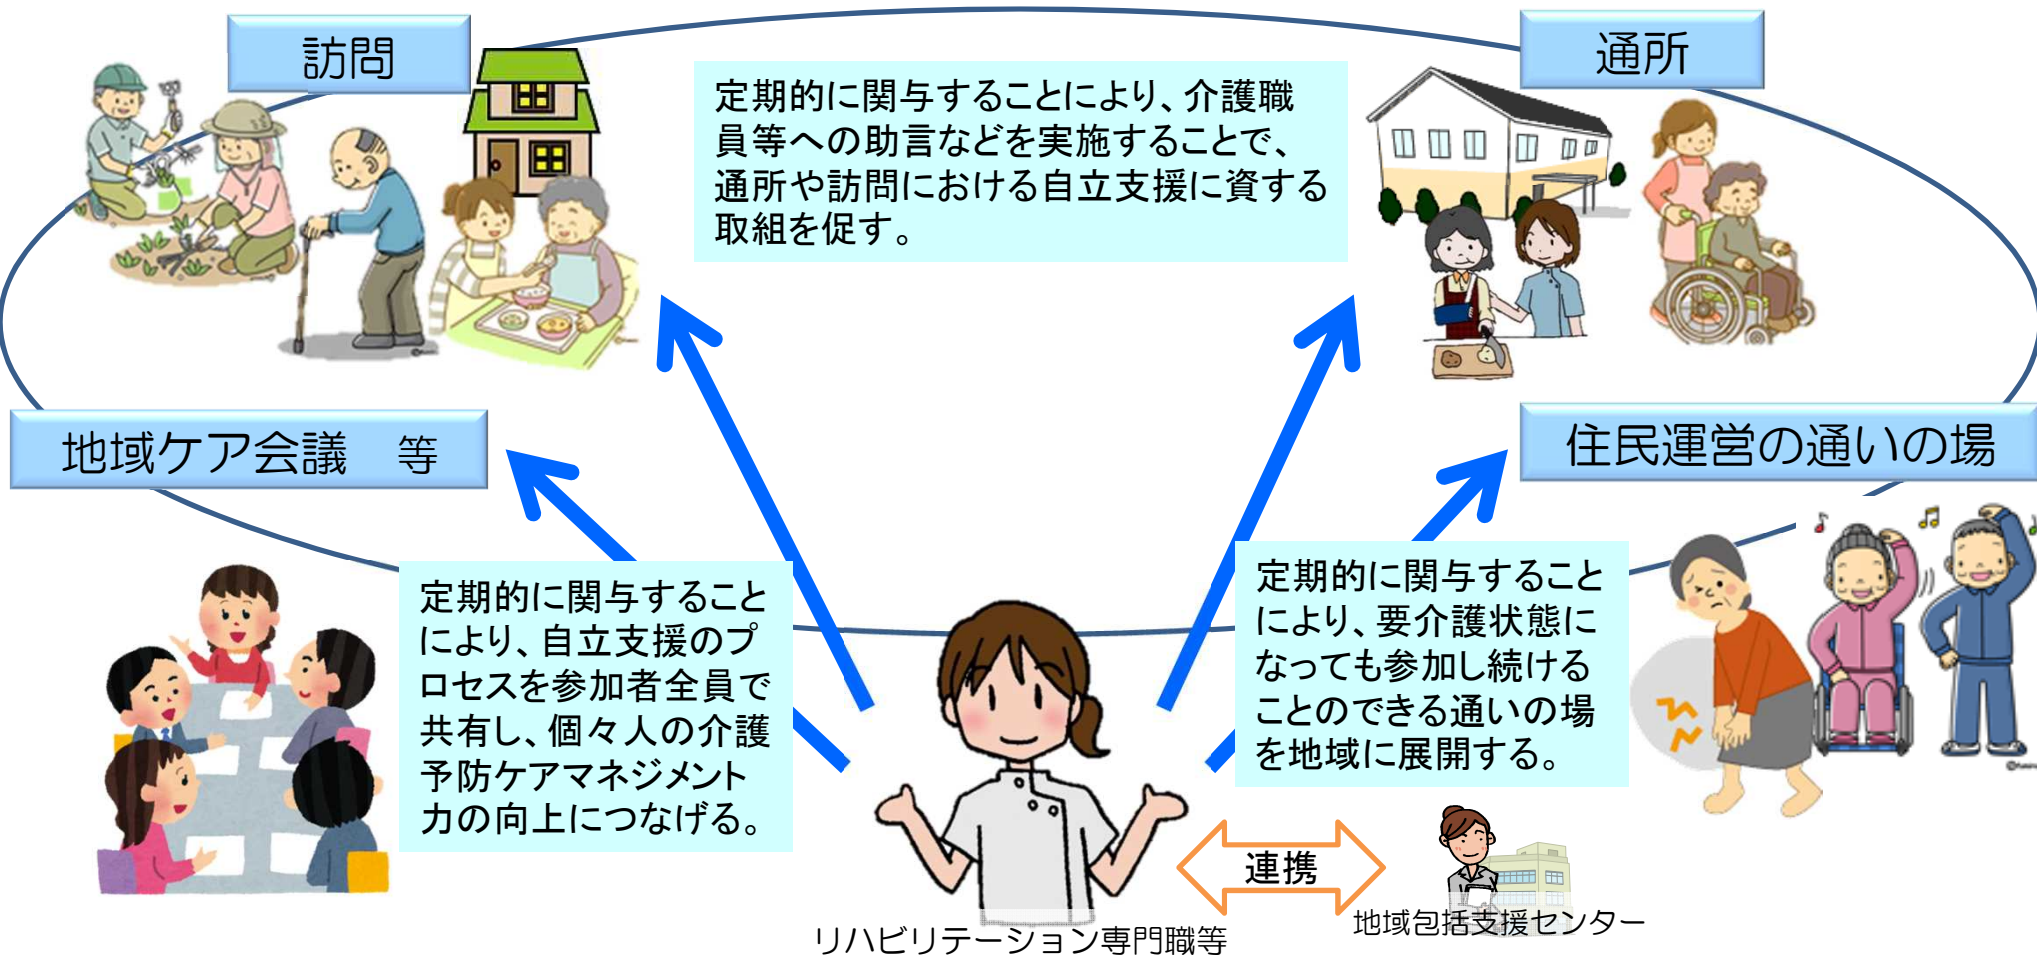 訪問
通所
定期的に関与することにより、介護職
員等への助言などを実施することで、
通所や訪問における自立支援に資する
取組を促す。
地域ケア会議　等
住民運営の通いの場
定期的に関与すること
により、自立支援のプ
ロセスを参加者全員で
共有し、個々人の介護
予防ケアマネジメント
力の向上につなげる。
定期的に関与すること
により、要介護状態に
なっても参加し続ける
ことのできる通いの場
を地域に展開する。
連携
リハビリテーション専門職等
地域包括支援センター